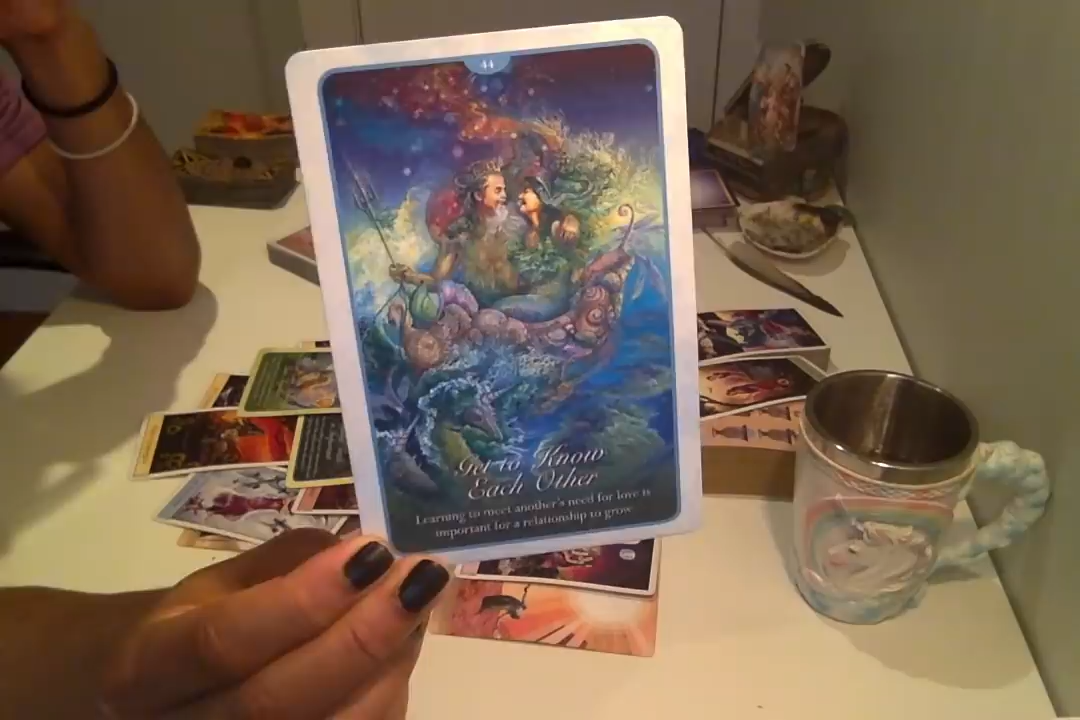 44
Get to Know
Each Other
Learning to meet another's need for love is
important for a relationship to grow